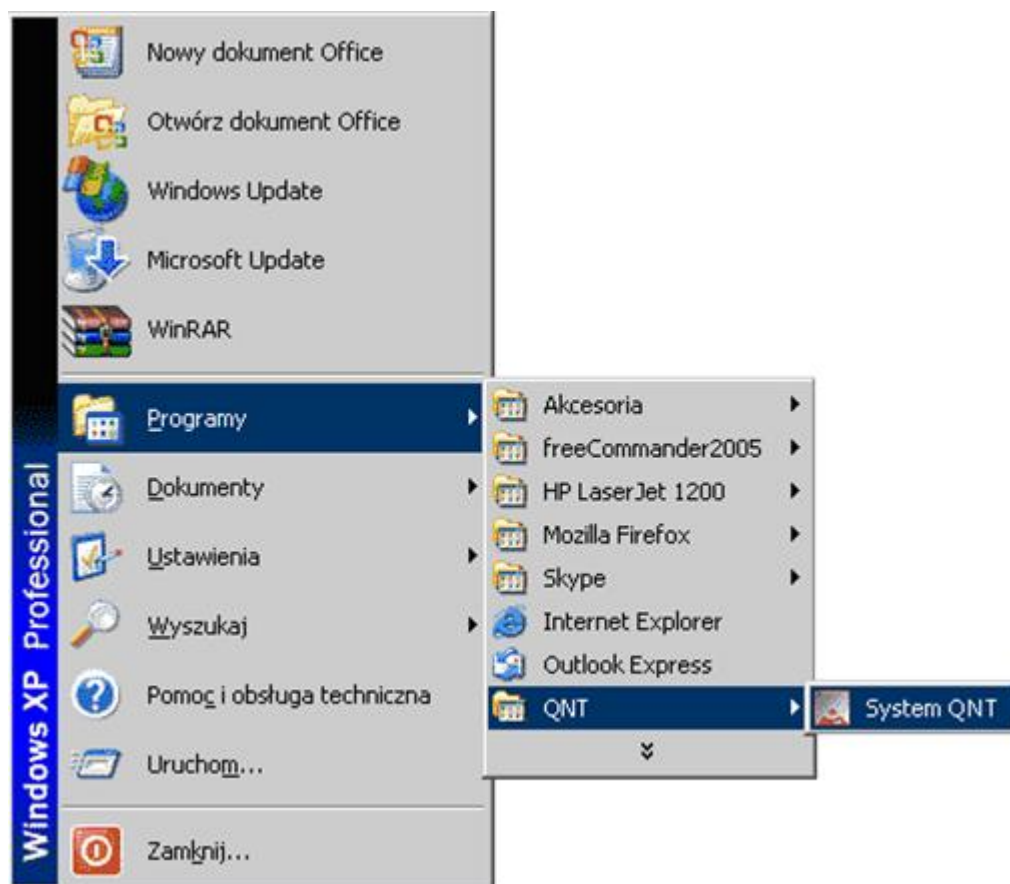 Nowy dokument Office
Otwórz dokument Office
Windows Update
Microsoft Update
WinRAR
Programy
Dokumenty
Ustawienia
Wyszukaj
Pomoc i obsługa techniczna
Uruchom...
Zamknij...
Windows XP Professional
Akcesoria
freeCommander2005
HP LaserJet 1200
Mozilla Firefox
Skype
Internet Explorer
Outlook Express
QNT
System QNT